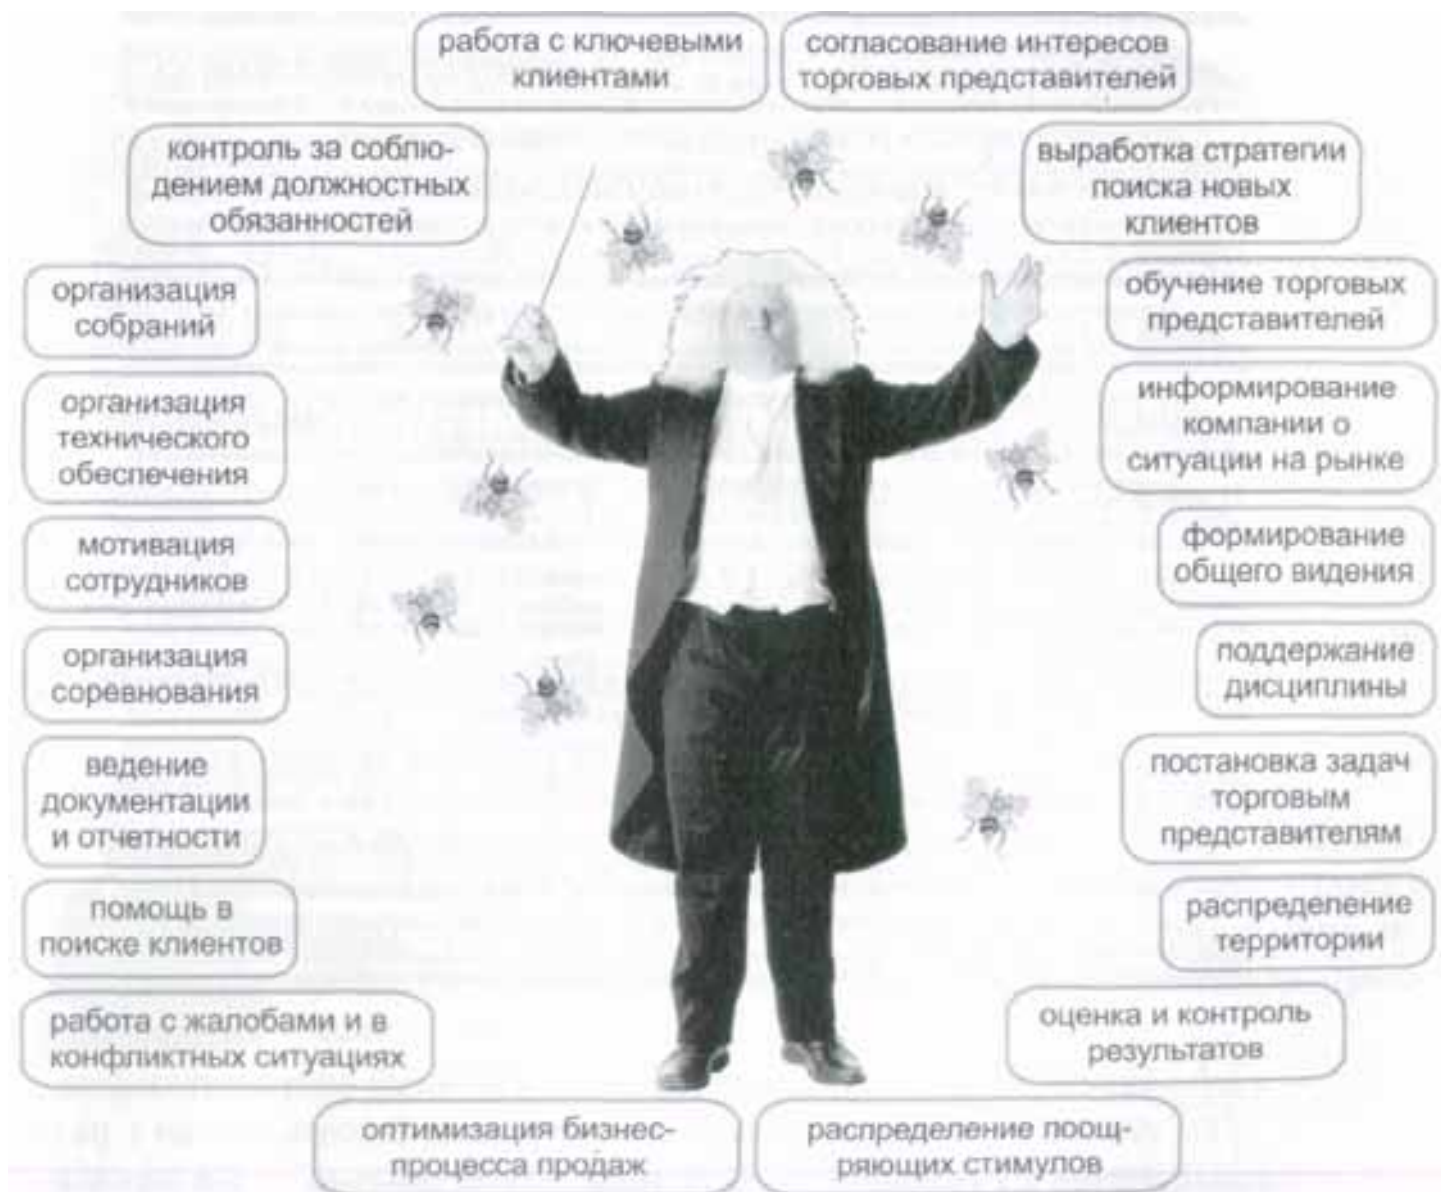 работа с ключевыми
клиентами
согласование интересов
торговых представителей
контроль за соблю-
дением должностных
обязанностей
выработка стратегии
поиска новых
клиентов
организация
собраний
обучение торговых
представителей
организация
технического
обеспечения
информирование
компании о
ситуации на рынке
мотивация
сотрудников
формирование
общего видения
организация
соревнования
поддержание
дисциплины
ведение
документации
и отчетности
постановка задач
торговым
представителям
помощь в
поиске клиентов
распределение
территории
работа с жалобами и в
конфликтных ситуациях
оценка и контроль
результатов
оптимизация бизнес-
процесса продаж
распределение поощ-
ряющих стимулов